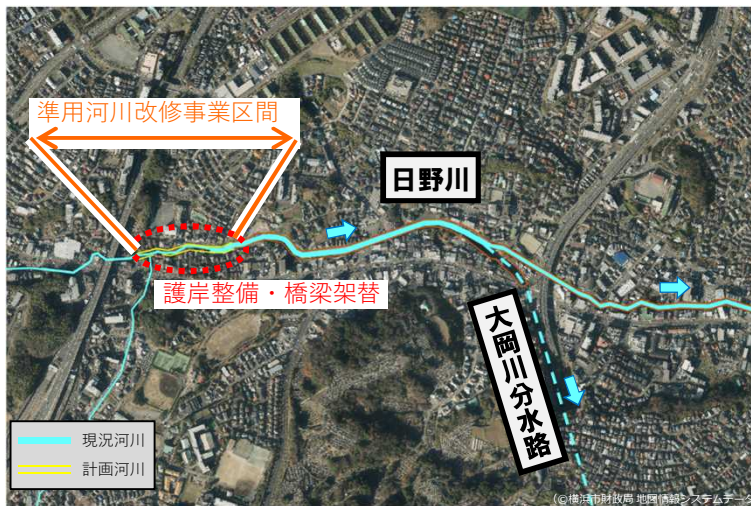 準用河川改修事業区間
日野川
護岸整備・橋梁架替
大岡川分水路
現況河川
計画河川
(©横浜市財政局 地図情報システムデータ